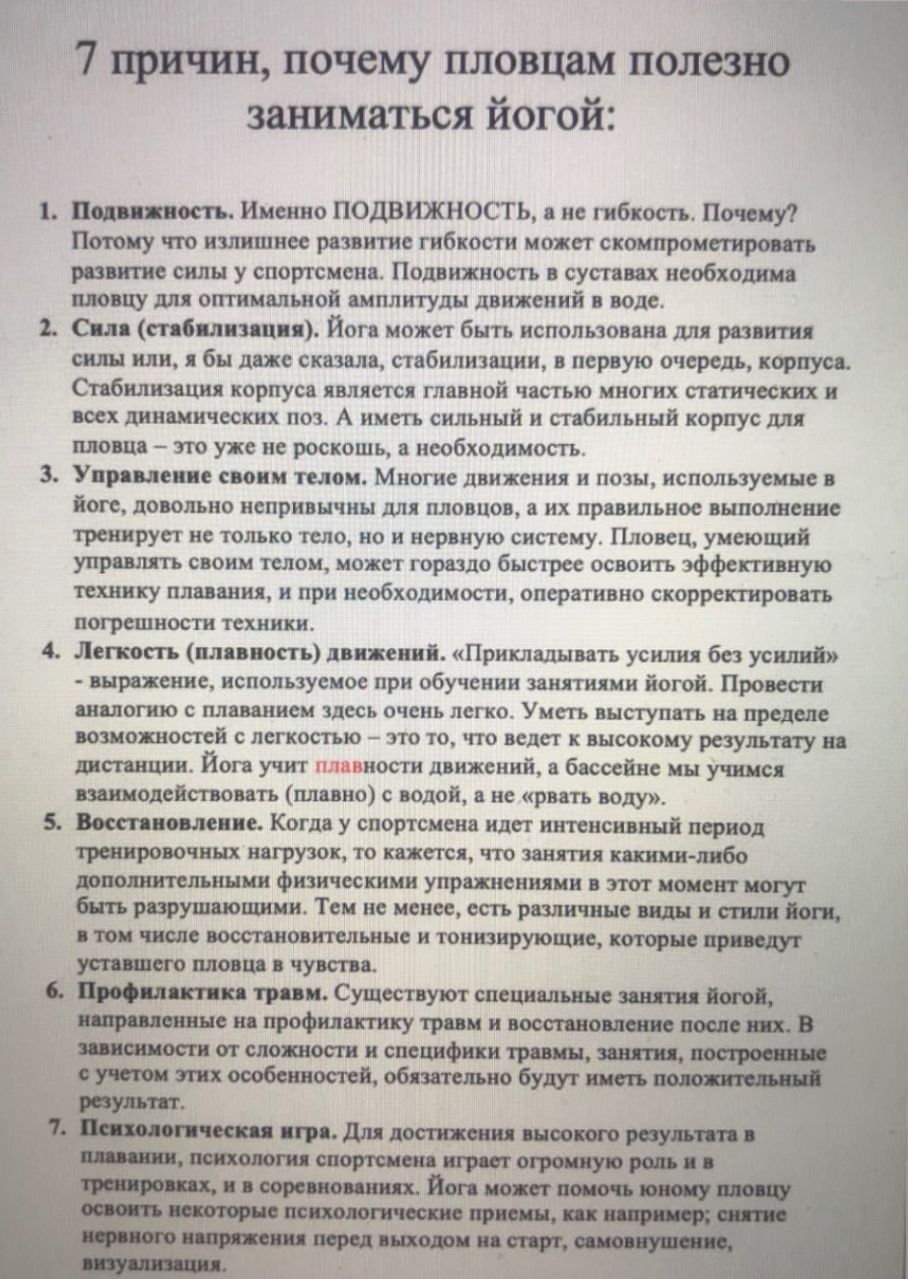 7 причин, почему пловцам полезно
заниматься йогой:
1. Подвижность. Именно ПОДВИЖНОСТЬ, а не гибкость. Почему?
Потому что излишнее развитие гибкости может скомпрометировать
развитие силы у спортсмена. Подвижность в суставах необходима
пловцу для оптимальной амплитуды движений в воде.
2. Сила (стабилизация). Йога может быть использована для развития
силы или, я бы даже сказала, стабилизации, в первую очередь, корпуса.
Стабилизация корпуса является главной частью многих статических и
всех динамических поз. А иметь сильный и стабильный корпус для
пловца – это уже не роскошь, а необходимость.
3. Управление своим телом. Многие движения и позы, используемые в
йоге, довольно непривычны для пловцов, а их правильное выполнение
тренирует не только тело, но и нервную систему. Пловец, умеющий
управлять своим телом, может гораздо быстрее освоить эффективную
технику плавания, и при необходимости, оперативно скорректировать
погрешности техники.
4. Легкость (плавность) движений. «Прикладывать усилия без усилий»
- выражение, используемое при обучении занятиями йогой. Провести
аналогию с плаванием здесь очень легко. Уметь выступать на пределе
возможностей с легкостью – это то, что ведет к высокому результату на
дистанции. Йога учит плавности движений, а бассейне мы учимся
взаимодействовать (плавно) с водой, а не «рвать воду».
5. Восстановление. Когда у спортсмена идет интенсивный период
тренировочных нагрузок, то кажется, что занятия какими-либо
дополнительными физическими упражнениями в этот момент могут
быть разрушающими. Тем не менее, есть различные виды и стили йоги,
в том числе восстановительные и тонизирующие, которые приведут
уставшего пловца в чувства.
6. Профилактика травм. Существуют специальные занятия йогой,
направленные на профилактику травм и восстановление после них. В
зависимости от сложности и специфики травмы, занятия, построенные
с учетом этих особенностей, обязательно будут иметь положительный
результат.
7. Психологическая игра. Для достижения высокого результата в
плавании, психология спортсмена играет огромную роль и в
тренировках, и в соревнованиях. Йога может помочь юному пловцу
освоить некоторые психологические приемы, как например; снятие
нервного напряжения перед выходом на старт, самовнушение,
визуализация.